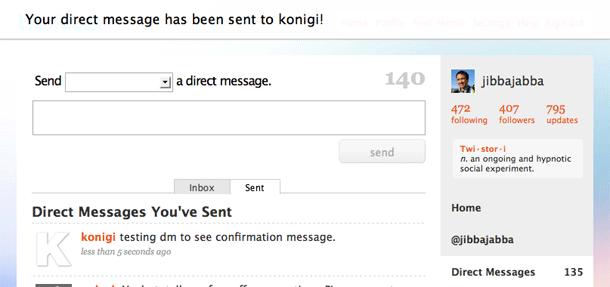 Your direct message has been sent to konigi!
Home Profile Find People Settings Help Sign out
Send a direct message. 140
send
Inbox Sent
Direct Messages You've Sent
K
konigi testing dm to see confirmation message.
less than 5 seconds ago
jibbajabba
472 407 795
following followers updates
Twi·stor·i
n. an ongoing and hypnotic
social experiment.
Home
@jibbajabba
Direct Messages 135